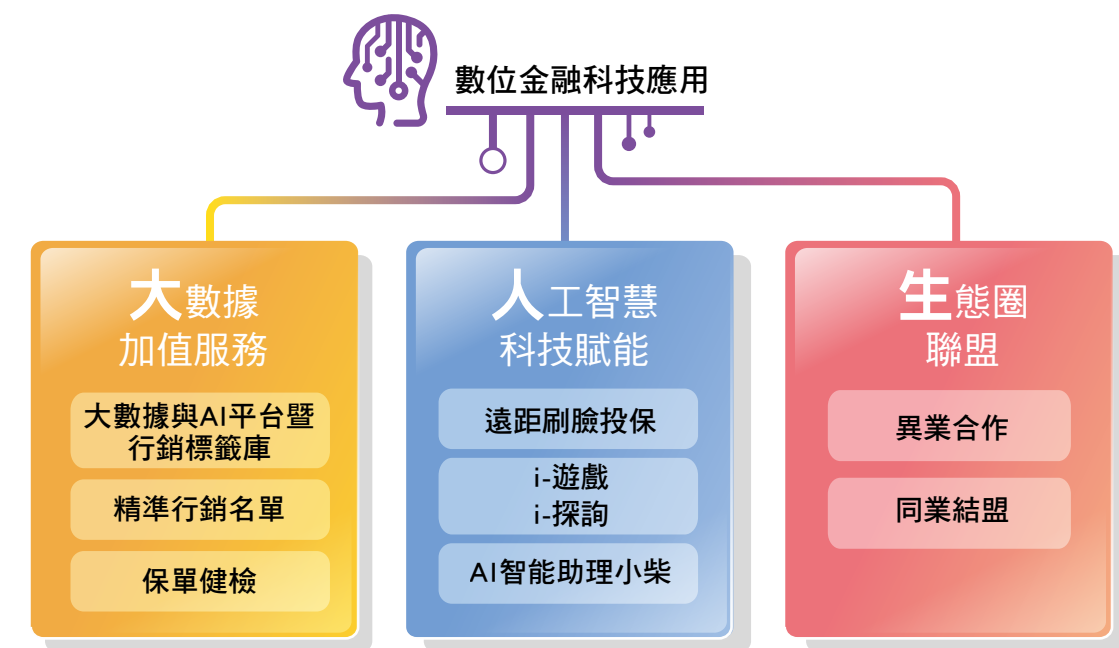 數位金融科技應用
大數據
加值服務
大數據與AI平台暨
行銷標籤庫
精準行銷名單
保單健檢
人工智慧
科技賦能
遠距刷臉投保
i-遊戲
i-探詢
AI智能助理小柴
生態圈
聯盟
異業合作
同業結盟